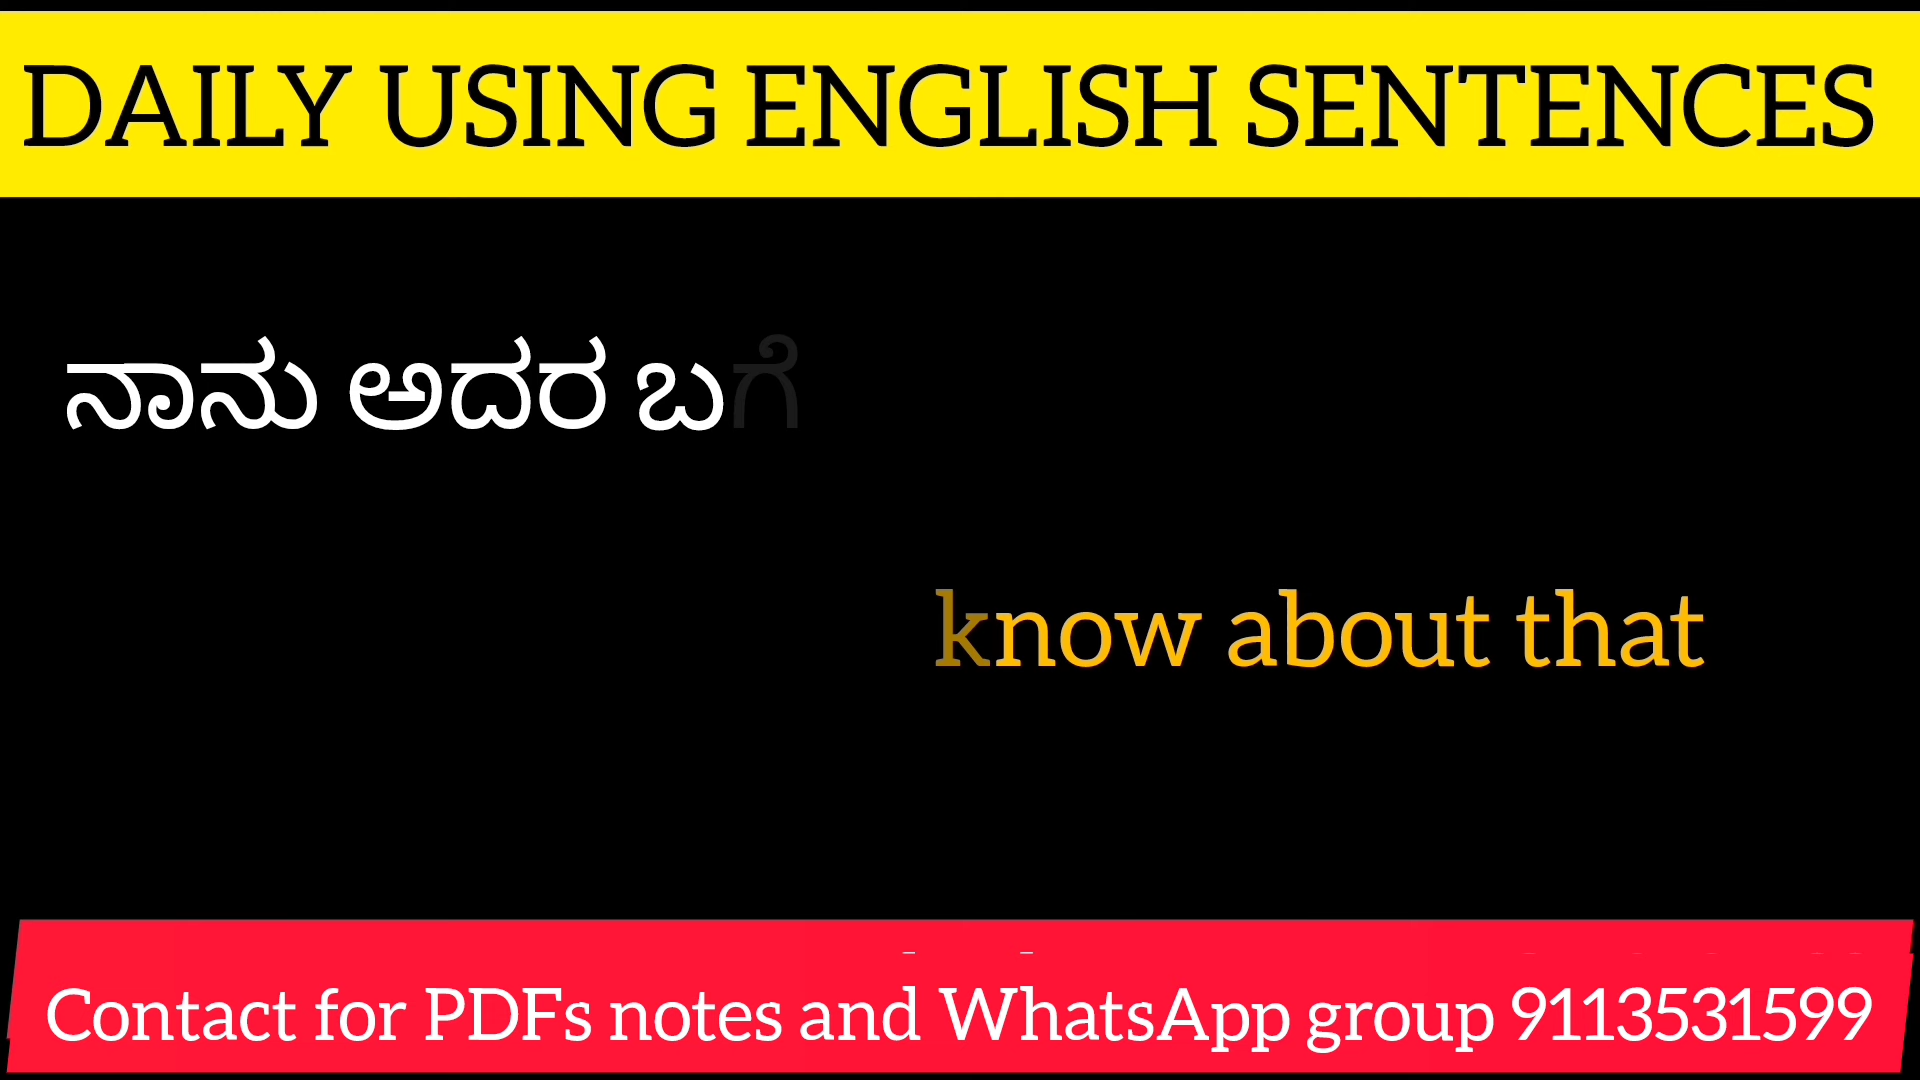 DAILY USING ENGLISH SENTENCES
ನಾನು ಅದರ ಬಗೆ
know about that
Contact for PDFs notes and WhatsApp group 9113531599